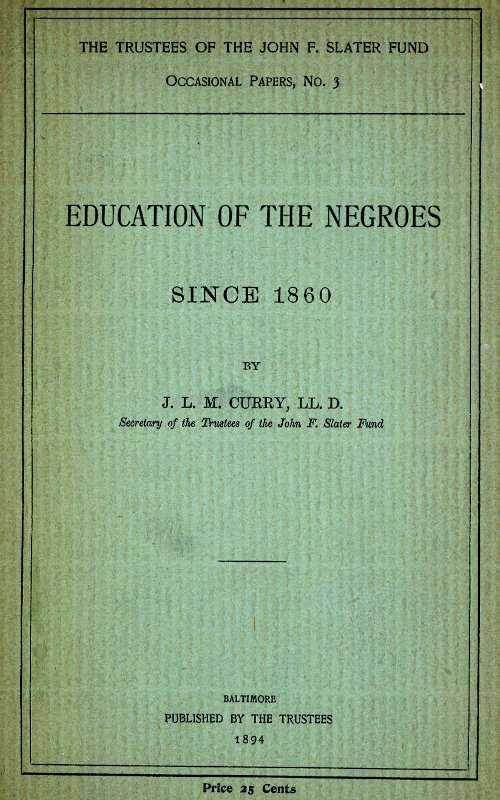 THE TRUSTEES OF THE JOHN F. SLATER FUND
OCCASIONAL PAPERS, NO. 3
EDUCATION OF THE NEGROES
SINCE 1860
BY
J. L. M. CURRY, LL. D.
Secretary of the Trustees of the John F. Slater Fund
BALTIMORE
PUBLISHED BY THE TRUSTEES
1894
Price 25 Cents